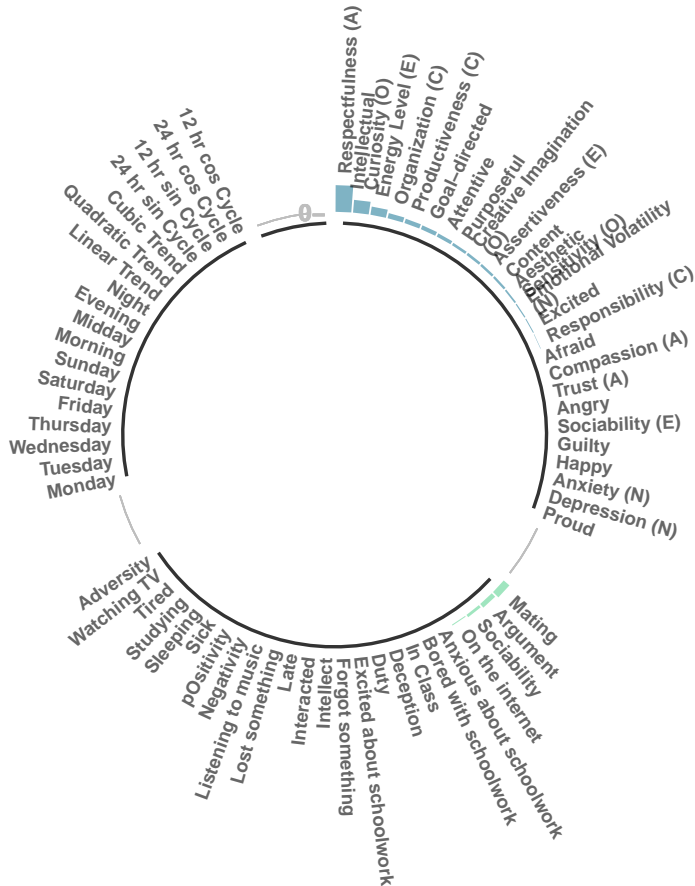 Respectfulness (A)
Intellectual
Curiosity (O)
Energy Level (E)
Organization (C)
Productiveness (C)
Goal−directed
Attentive
Purposeful
Creative Imagination
(O)
Assertiveness (E)
Content
Aesthetic
Sensitivity (O)
Emotional Volatility
(N)
Excited
Responsibility (C)
Afraid
Compassion (A)
Trust (A)
Angry
Sociability (E)
Guilty
Happy
Anxiety (N)
Depression (N)
Proud
Mating
Argument
Sociability
On the internet
Anxious about schoolwork
Bored with schoolwork
In Class
Deception
Duty
Excited about schoolwork
Forgot something
Intellect
Interacted
Late
Lost something
Listening to music
Negativity
pOsitivity
Sick
Sleeping
Studying
Tired
Watching TV
Adversity
Monday
Tuesday
Wednesday
Thursday
Friday
Saturday
Sunday
Morning
Midday
Evening
Night
Linear Trend
Quadratic Trend
Cubic Trend
24 hr sin Cycle
12 hr sin Cycle
24 hr cos Cycle
12 hr cos Cycle
0